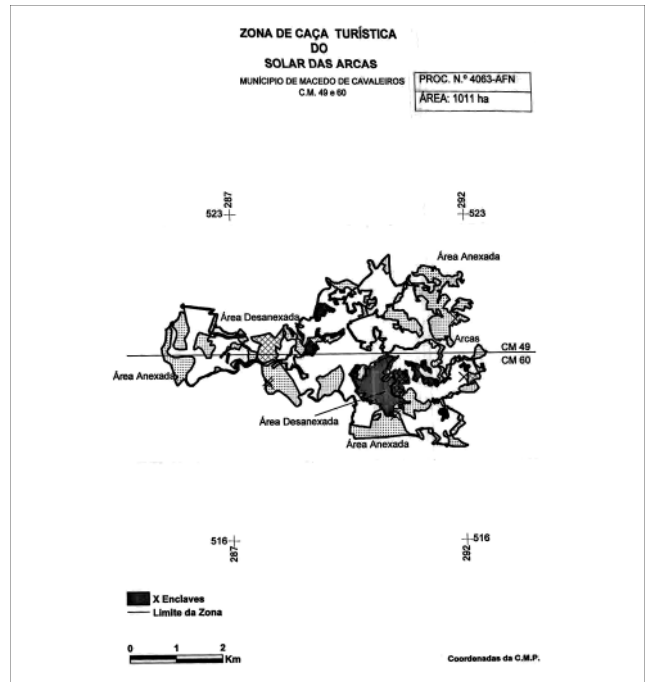 ZONA DE CAÇA TURÍSTICA
DO
SOLAR DAS ARCAS
MUNÍCIPIO DE MACEDO DE CAVALEIROS
C.M. 49 e 60
PROC. N.º 4063-AFN
ÁREA: 1011 ha
287
523
292
523
Área Anexada
Área Desanexada
Arcas
CM 49
CM 60
Área Anexada
Área Desanexada
Área Anexada
516
287
516
292
X Enclaves
Limite da Zona
0 1 2
Km
Coordenadas da C.M.P.